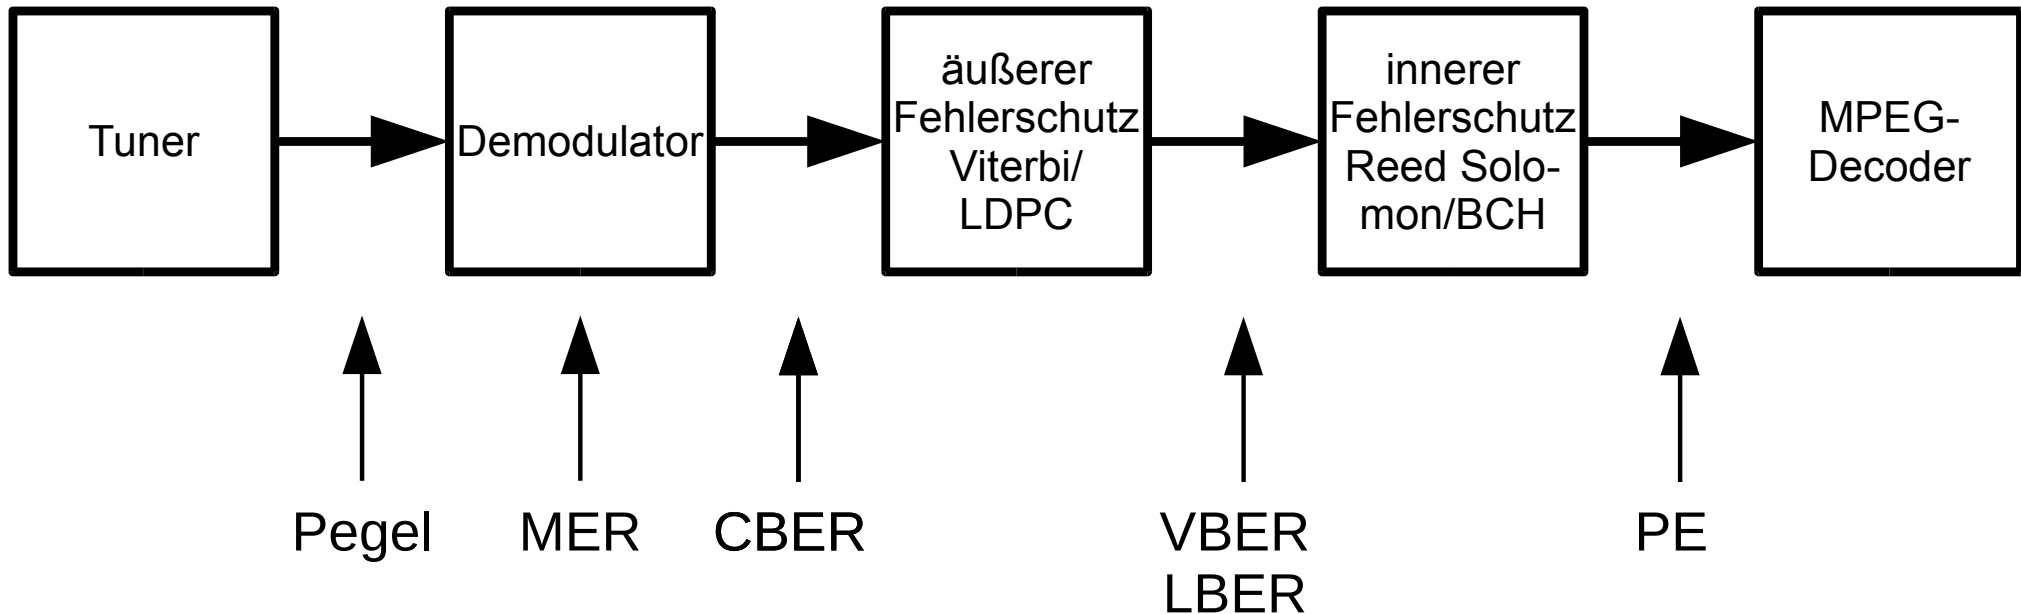 Tuner
Demodulator
äußerer
Fehlerschutz
Viterbi/
LDPC
innerer
Fehlerschutz
Reed Solo-
mon/BCH
MPEG-
Decoder
Pegel
MER
CBER
VBER
LBER
PE